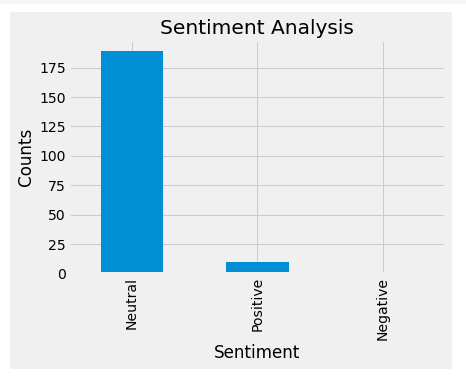 Sentiment Analysis
Counts
175
150
125
100
75
50
25
0
Neutral
Positive
Negative
Sentiment